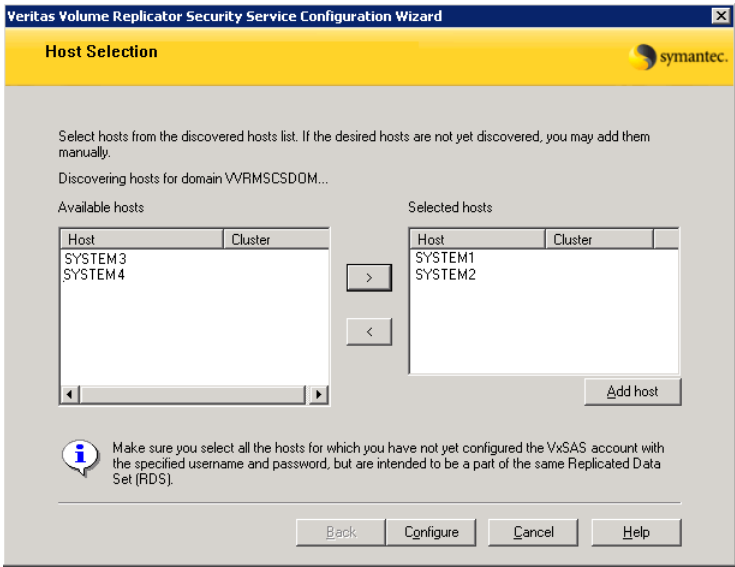 Veritas Volume Replicator Security Service Configuration Wizard
Host Selection
symantec.
Select hosts from the discovered hosts list. If the desired hosts are not yet discovered, you may add them
manually.
Discovering hosts for domain VVRMSCSDOM...
Available hosts
Selected hosts
Host Cluster
Host Cluster
SYSTEM3
SYSTEM4
SYSTEM1
SYSTEM2
>
<
Add host
Make sure you select all the hosts for which you have not yet configured the VxSAS account with
the specified username and password, but are intended to be a part of the same Replicated Data
Set (RDS).
Back Configure Cancel Help